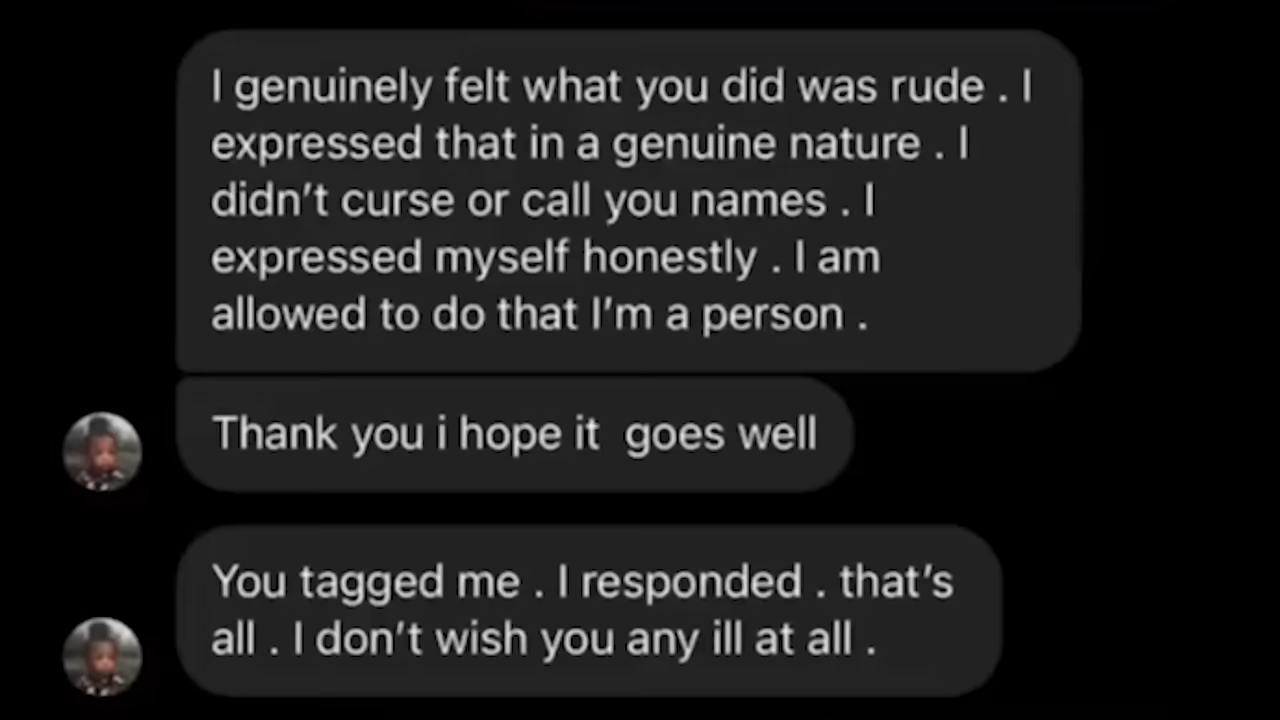 I genuinely felt what you did was rude . I
expressed that in a genuine nature . I
didn’t curse or call you names . I
expressed myself honestly . I am
allowed to do that I’m a person .
Thank you i hope it  goes well
You tagged me . I responded . that’s
all . I don’t wish you any ill at all .